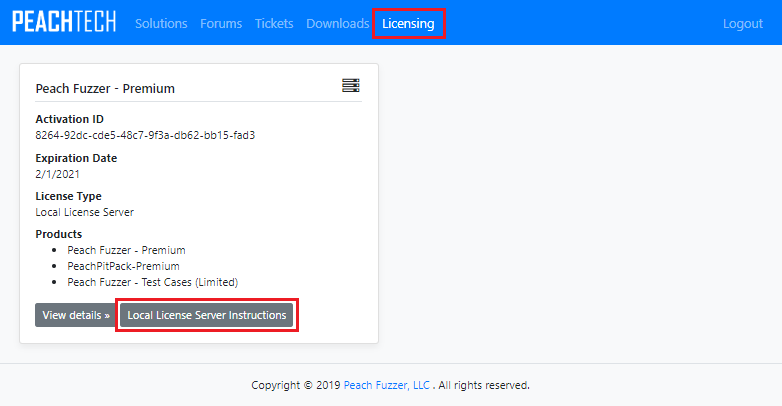 PEACHTECH Solutions Forums Tickets Downloads Licensing Logout
Peach Fuzzer - Premium
Activation ID
8264-92dc-cde5-48c7-9f3a-db62-bb15-fad3
Expiration Date
2/1/2021
License Type
Local License Server
Products
• Peach Fuzzer - Premium
• PeachPitPack-Premium
• Peach Fuzzer - Test Cases (Limited)
View details » Local License Server Instructions
Copyright © 2019 Peach Fuzzer, LLC . All rights reserved.